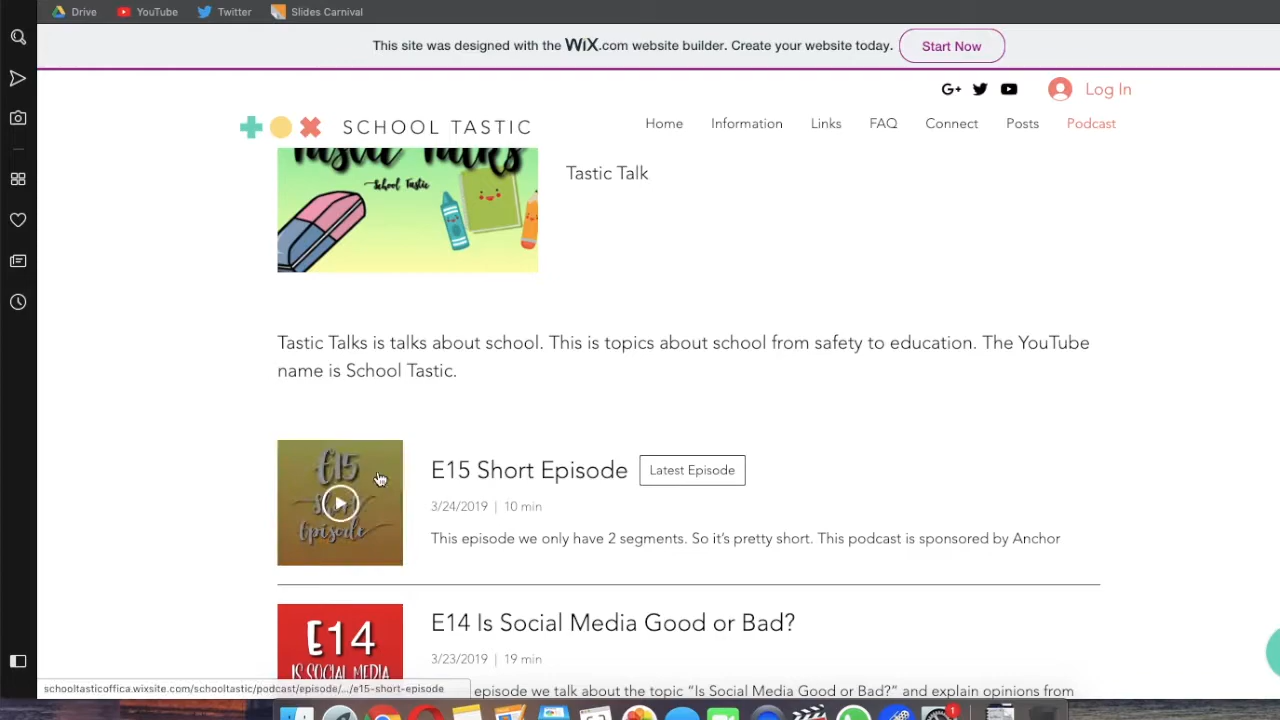 Drive YouTube Twitter Slides Carnival
This site was designed with the WiX.com website builder. Create your website today. Start Now
G+ Log In
SCHOOL TASTIC Home Information Links FAQ Connect Posts Podcast
Tastic Talks
School Tastic
Tastic Talk
Tastic Talks is talks about school. This is topics about school from safety to education. The YouTube
name is School Tastic.
E15
Short
Episode
E15 Short Episode Latest Episode
3/24/2019 | 10 min
This episode we only have 2 segments. So it's pretty short. This podcast is sponsored by Anchor
E14
IS SOCIAL MEDIA
E14 Is Social Media Good or Bad?
3/23/2019 | 19 min
episode we talk about the topic “Is Social Media Good or Bad?” and explain opinions from
schooltasticoffica.wixsite.com/schooltastic/podcast/episode/.../e15-short-episode
1